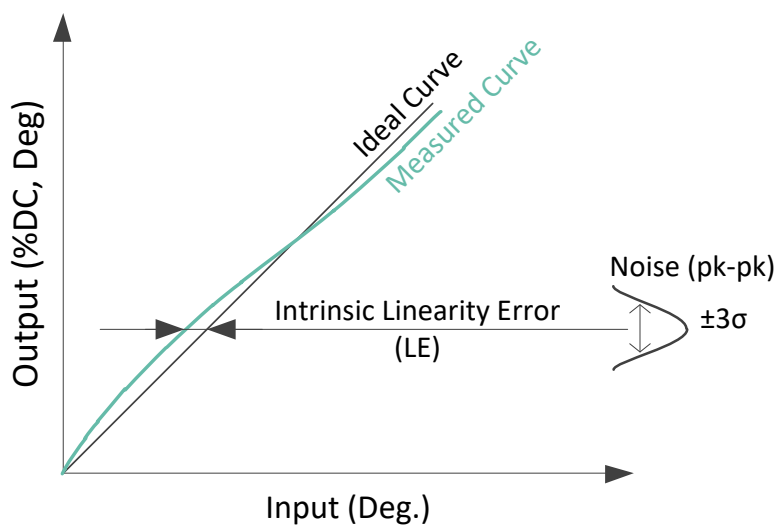 Output (%DC, Deg)
Ideal Curve
Measured Curve
Noise (pk-pk)
±3σ
Intrinsic Linearity Error
(LE)
Input (Deg.)